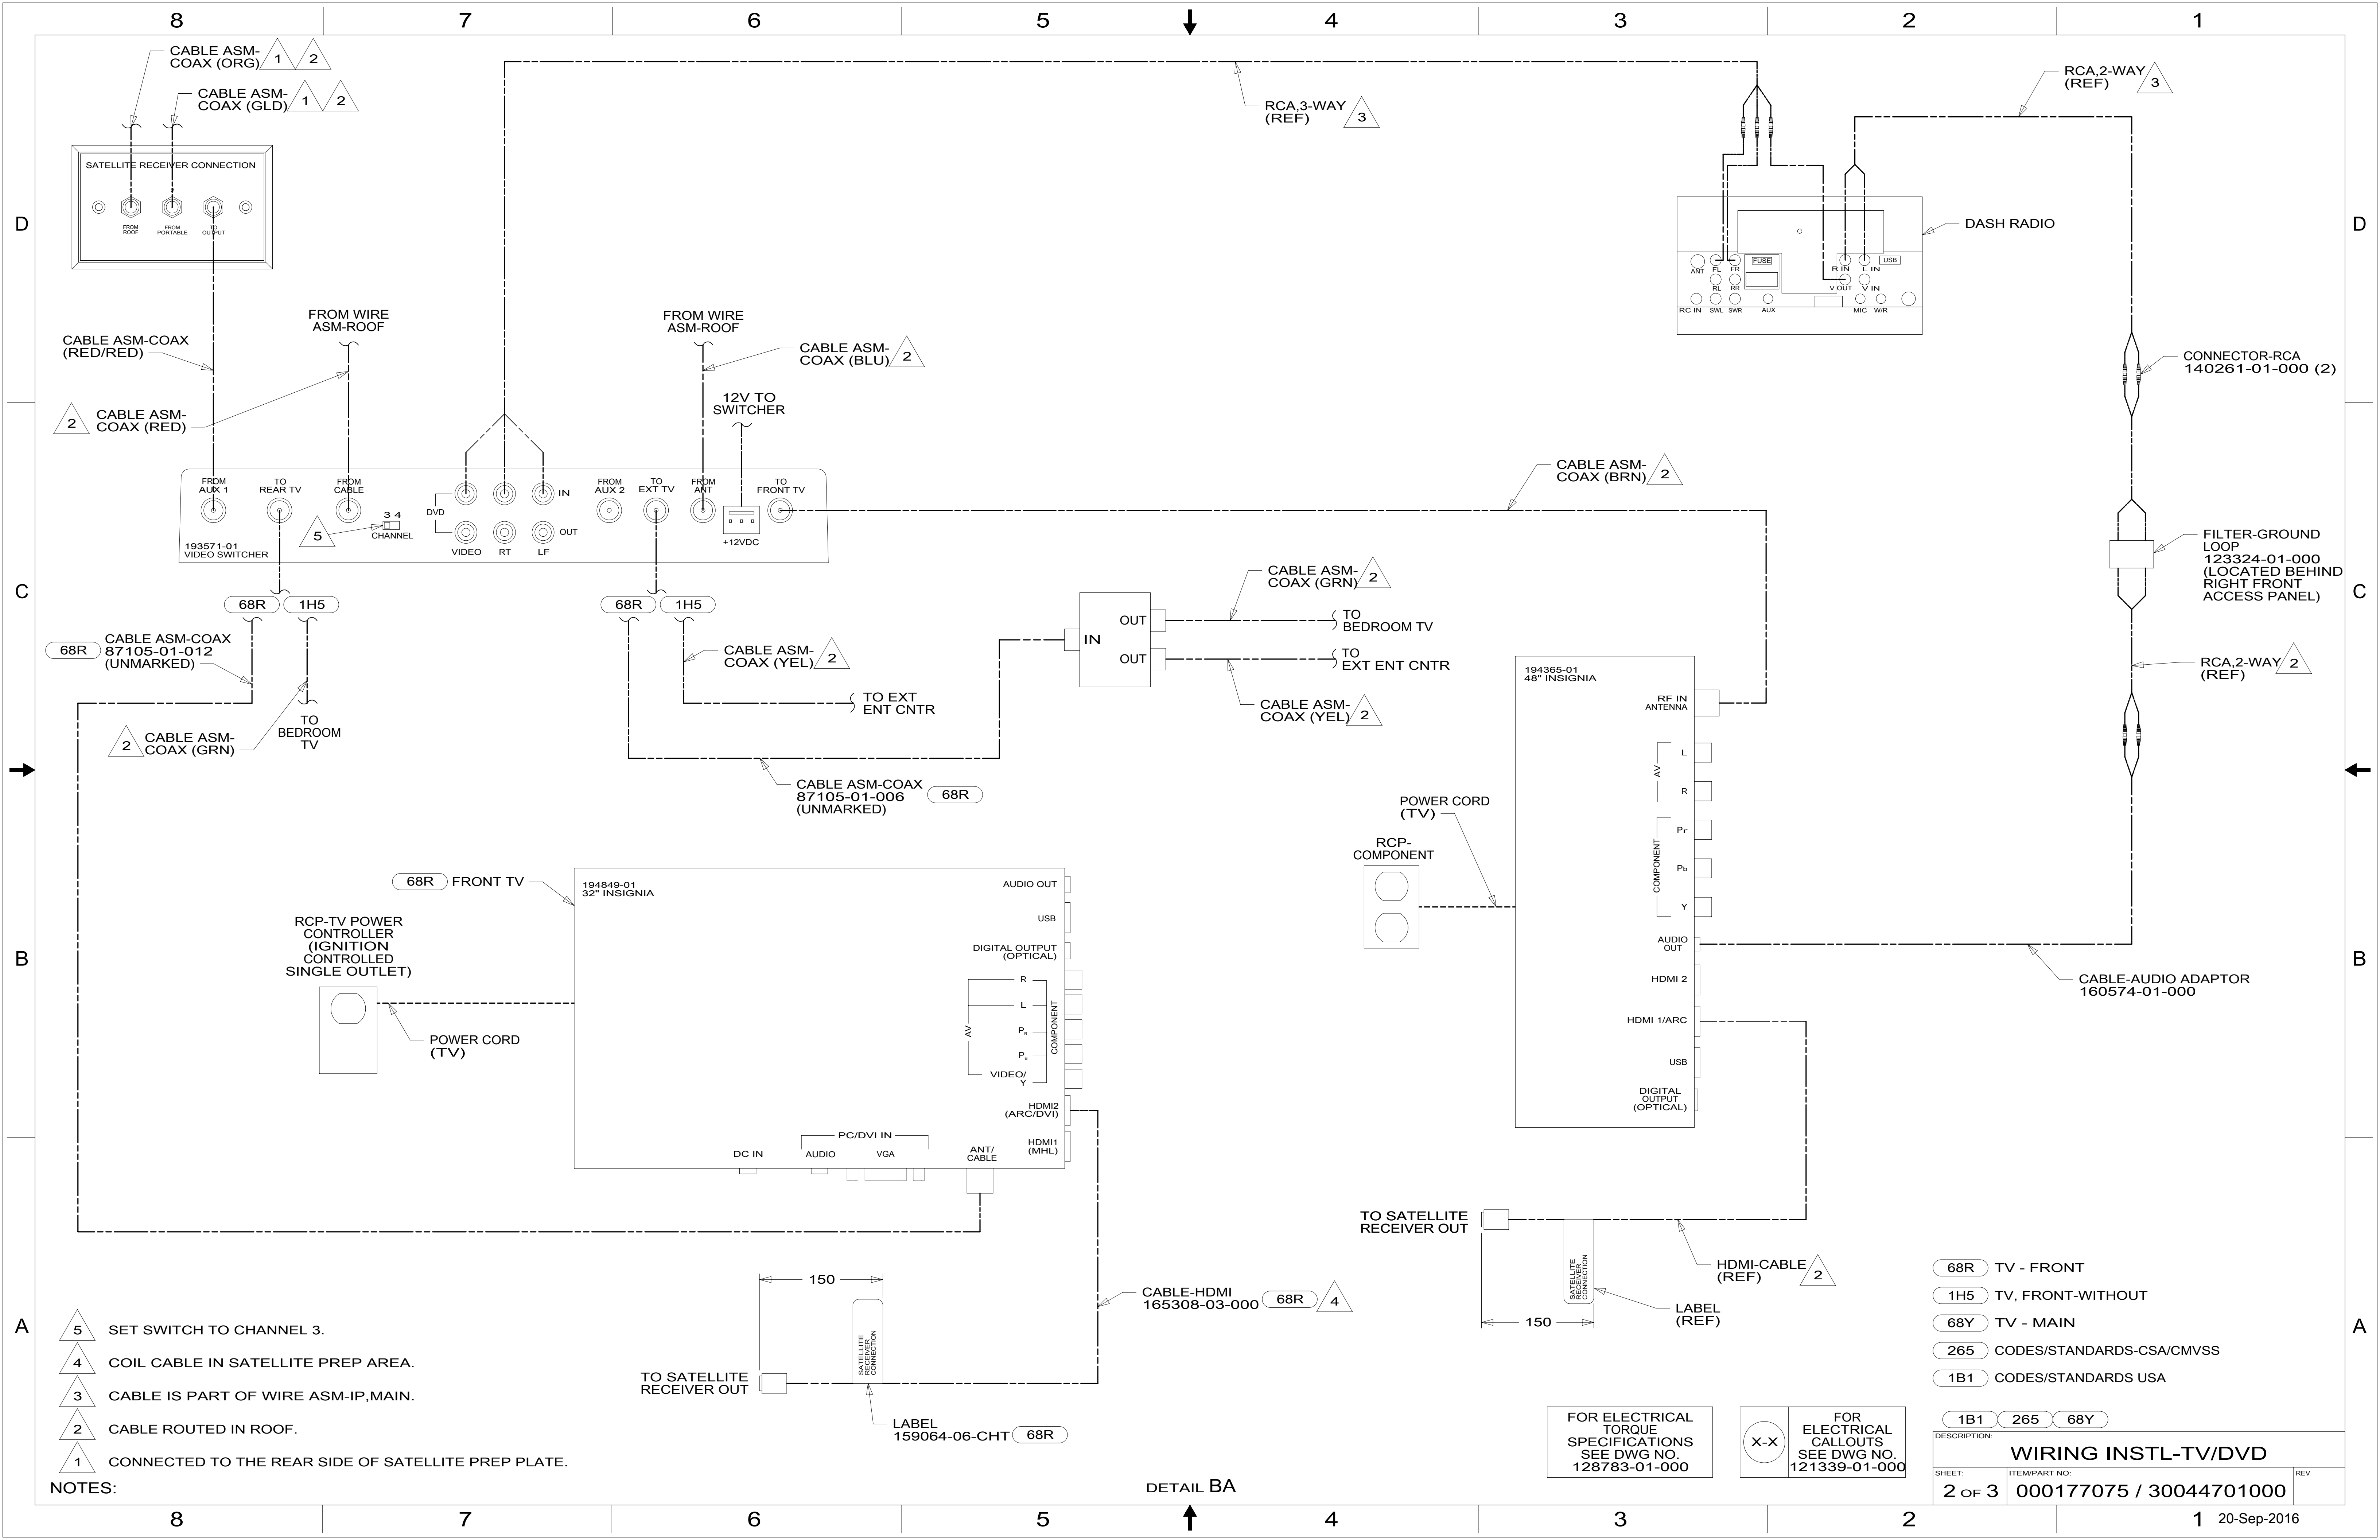 8 7 6 5 4 3 2 1
CABLE ASM-
COAX (ORG) 1 2
CABLE ASM-
COAX (GLD) 1 2
SATELLITE RECEIVER CONNECTION
2
FROM
ROOF
FROM
PORTABLE
TO
OUTPUT
RCA,3-WAY
(REF) 3
RCA,2-WAY
(REF) 3
DASH RADIO
ANT FL FR FUSE R IN L IN USB
RL RR V OUT V IN
RC IN SWL SWR AUX MIC W/R
D D
CABLE ASM-COAX
(RED/RED)
FROM WIRE
ASM-ROOF
2 CABLE ASM-
COAX (RED)
FROM WIRE
ASM-ROOF
CABLE ASM-
COAX (BLU) 2
12V TO
SWITCHER
CONNECTOR-RCA
140261-01-000 (2)
FROM
AUX 1
TO
REAR TV
FROM
CABLE
3 4
CHANNEL
5
DVD
IN
OUT
VIDEO RT LF
FROM
AUX 2
TO
EXT TV
FROM
ANT
+12VDC
TO
FRONT TV
193571-01
VIDEO SWITCHER
CABLE ASM-
COAX (BRN) 2
FILTER-GROUND
LOOP
123324-01-000
(LOCATED BEHIND
RIGHT FRONT
ACCESS PANEL)
C C
68R 1H5
68R CABLE ASM-COAX
87105-01-012
(UNMARKED)
2 CABLE ASM-
COAX (GRN)
TO
BEDROOM
TV
68R 1H5
CABLE ASM-
COAX (YEL) 2
TO EXT
ENT CNTR
CABLE ASM-COAX
87105-01-006
(UNMARKED) 68R
IN
OUT
OUT
CABLE ASM-
COAX (GRN) 2
TO
BEDROOM TV
TO
EXT ENT CNTR
CABLE ASM-
COAX (YEL) 2
RCA,2-WAY
(REF) 2
194365-01
48" INSIGNIA
RF IN
ANTENNA
AV
L
R
COMPONENT
Pr
Pb
Y
AUDIO
OUT
HDMI 2
HDMI 1/ARC
USB
DIGITAL
OUTPUT
(OPTICAL)
POWER CORD
(TV)
RCP-
COMPONENT
CABLE-AUDIO ADAPTOR
160574-01-000
B B
68R FRONT TV
RCP-TV POWER
CONTROLLER
(IGNITION
CONTROLLED
SINGLE OUTLET)
POWER CORD
(TV)
194849-01
32" INSIGNIA
AUDIO OUT
USB
DIGITAL OUTPUT
(OPTICAL)
AV
R
L
PR
PB
VIDEO/
Y
COMPONENT
HDMI2
(ARC/DVI)
HDMI1
(MHL)
DC IN
PC/DVI IN
AUDIO VGA
ANT/
CABLE
TO SATELLITE
RECEIVER OUT
SATELLITE
RECEIVER
CONNECTION
150
HDMI-CABLE
(REF) 2
LABEL
(REF)
150
TO SATELLITE
RECEIVER OUT
SATELLITE
RECEIVER
CONNECTION
CABLE-HDMI
165308-03-000 68R 4
LABEL
159064-06-CHT 68R
A A
5 SET SWITCH TO CHANNEL 3.
4 COIL CABLE IN SATELLITE PREP AREA.
3 CABLE IS PART OF WIRE ASM-IP,MAIN.
2 CABLE ROUTED IN ROOF.
1 CONNECTED TO THE REAR SIDE OF SATELLITE PREP PLATE.
NOTES:
DETAIL BA
68R TV - FRONT
1H5 TV, FRONT-WITHOUT
68Y TV - MAIN
265 CODES/STANDARDS-CSA/CMVSS
1B1 CODES/STANDARDS USA
FOR ELECTRICAL
TORQUE
SPECIFICATIONS
SEE DWG NO.
128783-01-000
X-X
FOR
ELECTRICAL
CALLOUTS
SEE DWG NO.
121339-01-000
1B1 265 68Y
DESCRIPTION:
WIRING INSTL-TV/DVD
SHEET: ITEM/PART NO: REV
2 OF 3 000177075 / 30044701000
8 7 6 5 4 3 2 1
20-Sep-2016